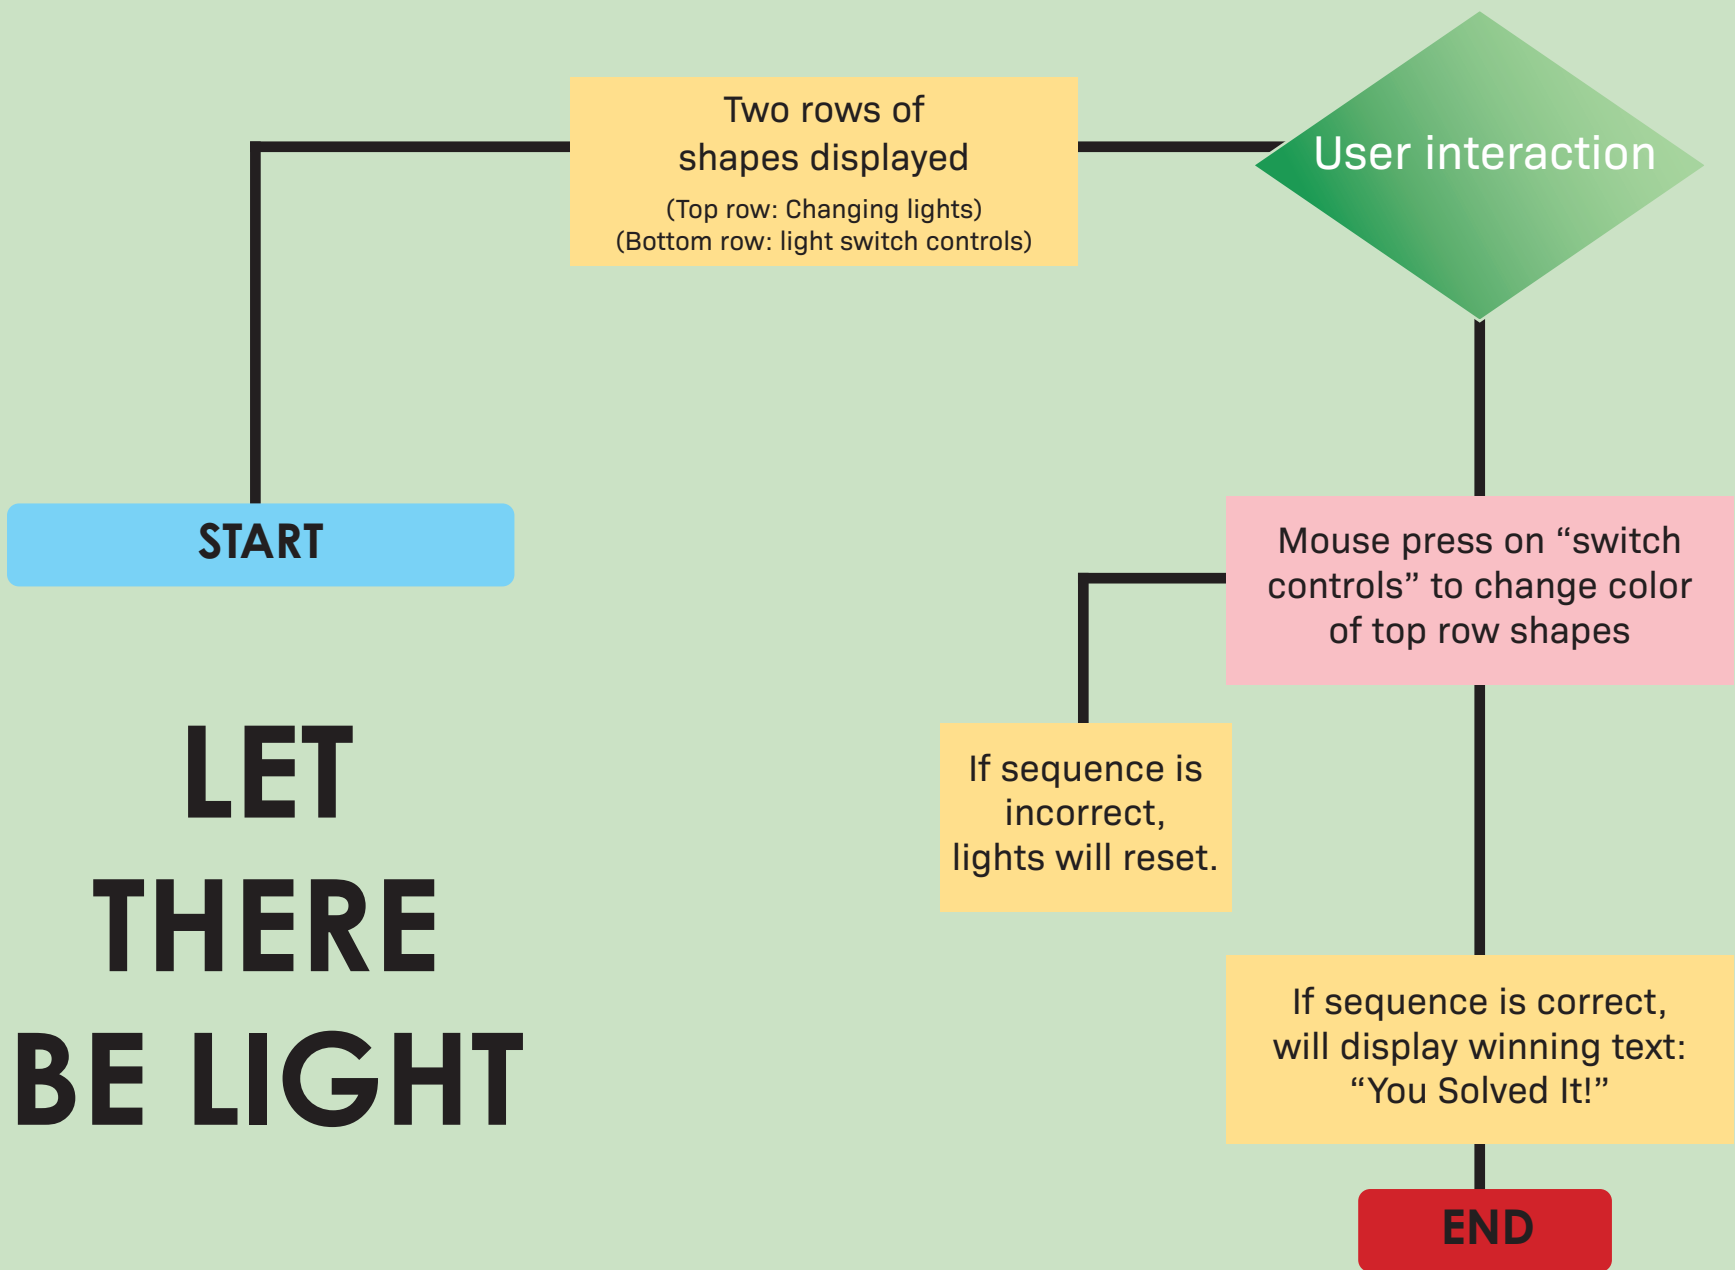 Two rows of
shapes displayed
(Top row: Changing lights)
(Bottom row: light switch controls)
User interaction
START
Mouse press on “switch
controls” to change color
of top row shapes
LET
THERE
BE LIGHT
If sequence is
incorrect,
lights will reset.
If sequence is correct,
will display winning text:
“You Solved It!”
END